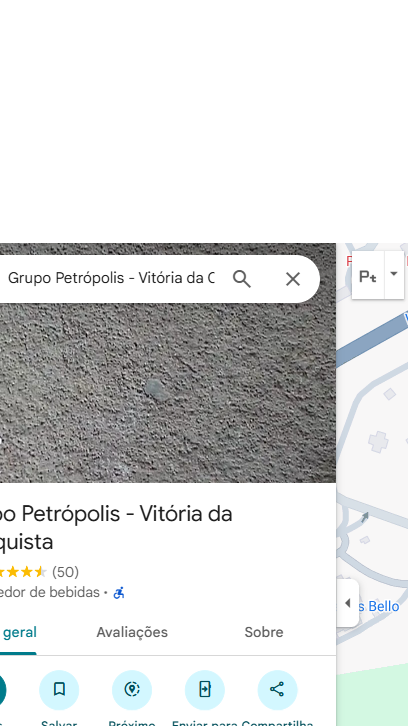 Grupo Petrópolis - Vitória da C
Pt
po Petrópolis - Vitória da
quista
(50)
edor de bebidas •
geral
Avaliações
Sobre
s Bello
Salvar
Próximo
Enviar para
Compartilha